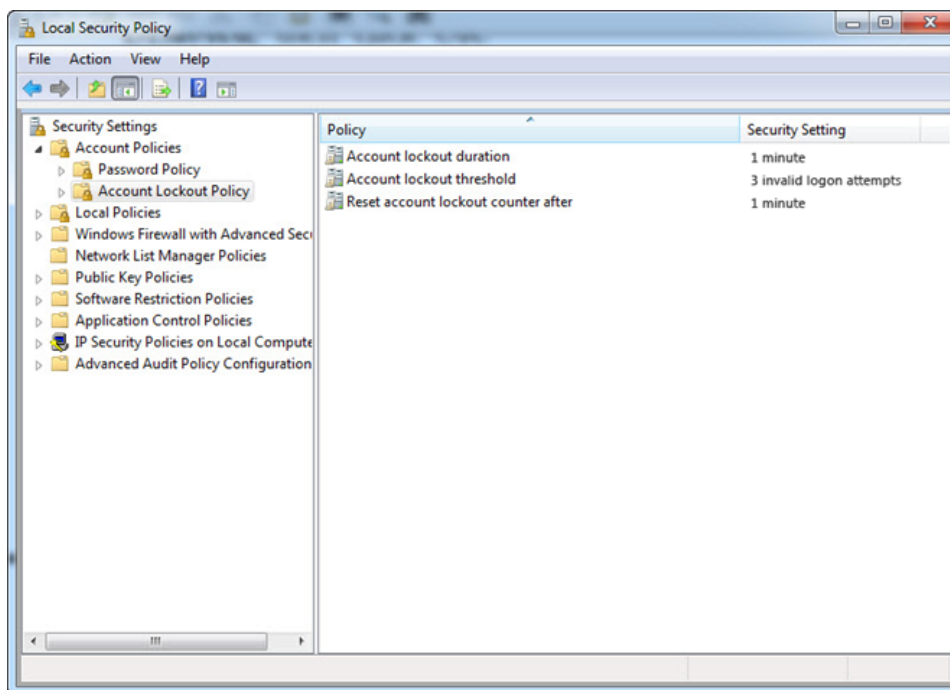 Local Security Policy
File Action View Help
Security Settings
Account Policies
Password Policy
Account Lockout Policy
Local Policies
Windows Firewall with Advanced Secu
Network List Manager Policies
Public Key Policies
Software Restriction Policies
Application Control Policies
IP Security Policies on Local Compute
Advanced Audit Policy Configuration
Policy Security Setting
Account lockout duration 1 minute
Account lockout threshold 3 invalid logon attempts
Reset account lockout counter after 1 minute